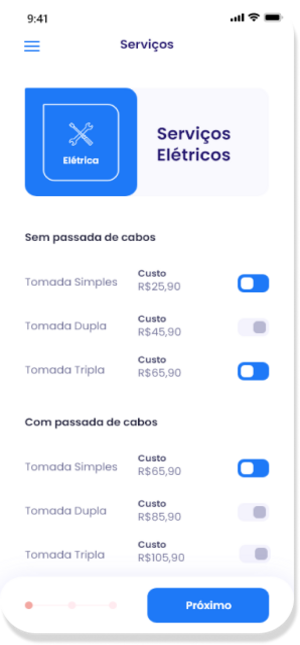 9:41
Serviços
Elétrica
Serviços
Elétricos
Sem passada de cabos
Tomada Simples
Custo
R$25,90
Tomada Dupla
Custo
R$45,90
Tomada Tripla
Custo
R$65,90
Com passada de cabos
Tomada Simples
Custo
R$65,90
Tomada Dupla
Custo
R$85,90
Tomada Tripla
Custo
R$105,90
Próximo